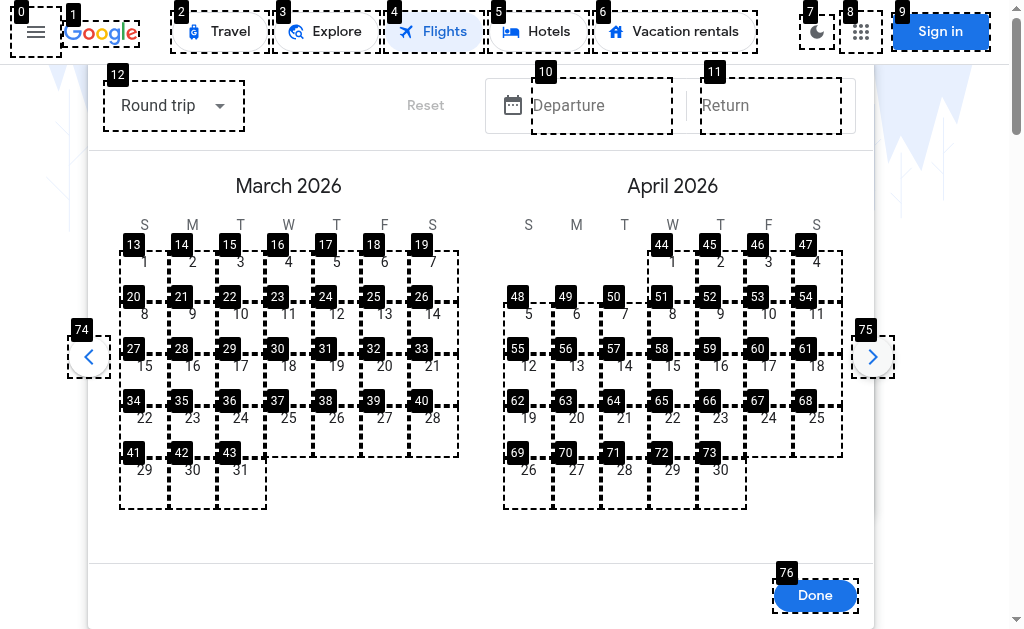 0 1 2 3 4 5 6 7 8 9
Google Travel Explore Flights Hotels Vacation rentals Sign in
12 10 11
Round trip Reset Departure Return
March 2026 April 2026
S M T W T F S S M T W T F S
13 14 15 16 17 18 19 44 45 46 47
1 2 3 4 5 6 7 1 2 3 4
20 21 22 23 24 25 26 48 49 50 51 52 53 54
8 9 10 11 12 13 14 5 6 7 8 9 10 11
74 75
27 28 29 30 31 32 33 55 56 57 58 59 60 61
15 16 17 18 19 20 21 12 13 14 15 16 17 18
34 35 36 37 38 39 40 62 63 64 65 66 67 68
22 23 24 25 26 27 28 19 20 21 22 23 24 25
41 42 43 69 70 71 72 73
29 30 31 26 27 28 29 30
76
Done